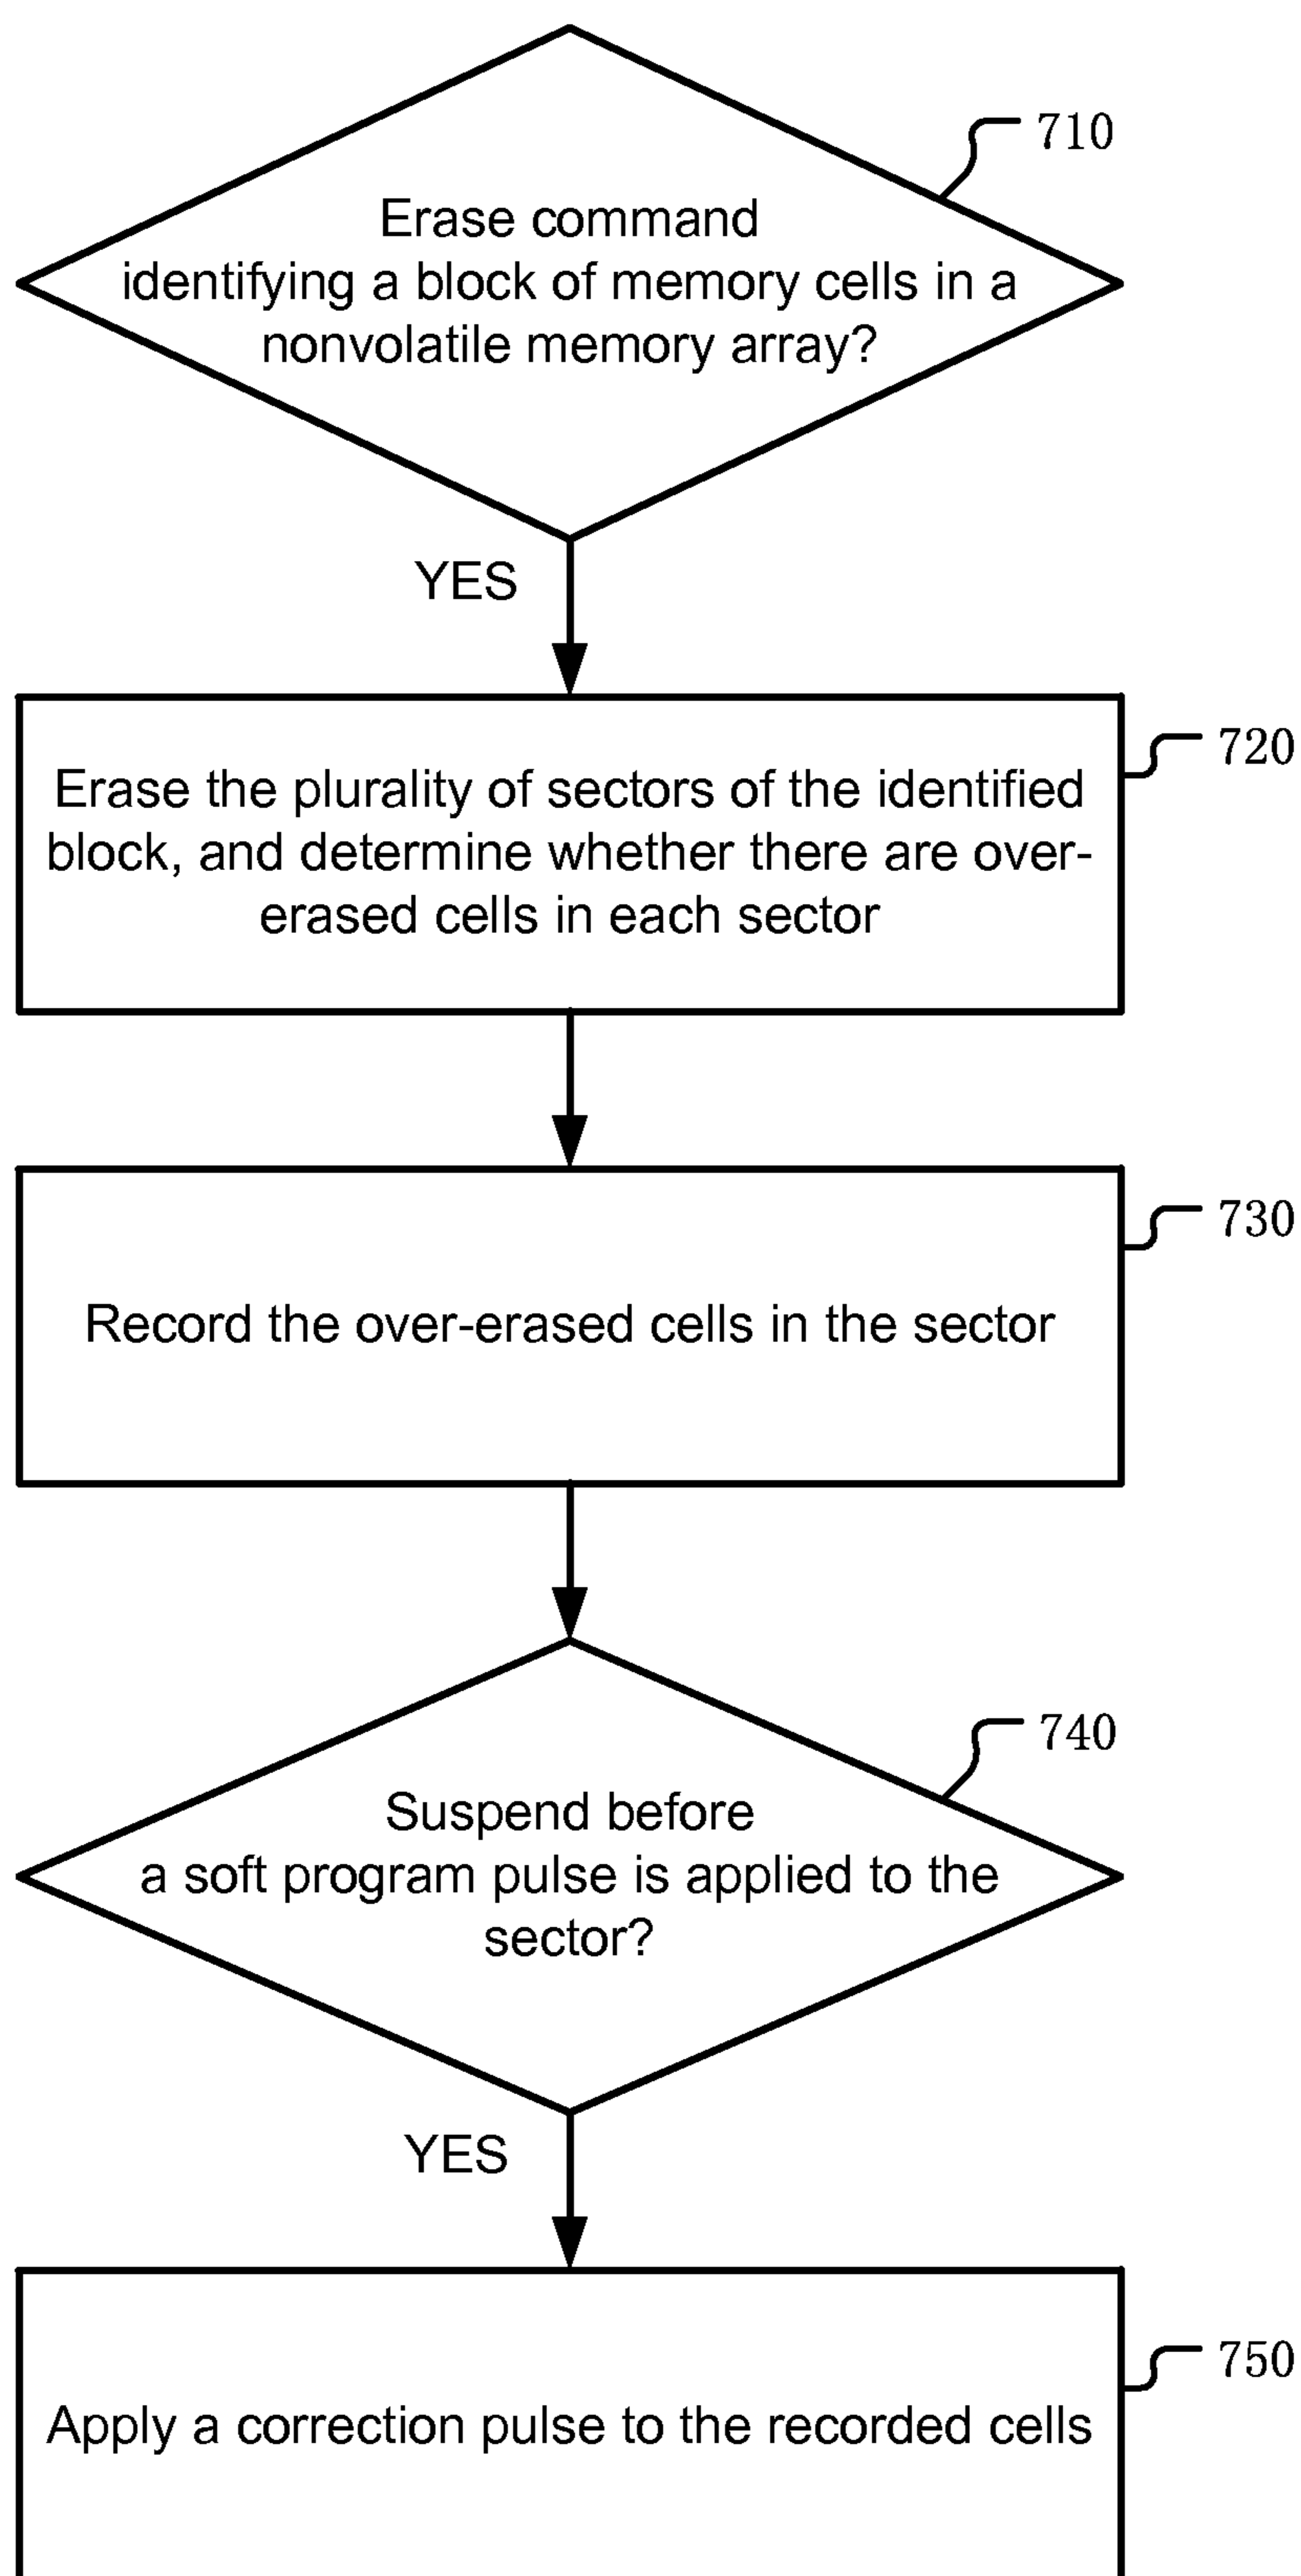 710
Erase command
identifying a block of memory cells in a
nonvolatile memory array?
YES
720
Erase the plurality of sectors of the identified
block, and determine whether there are over-
erased cells in each sector
730
Record the over-erased cells in the sector
740
Suspend before
a soft program pulse is applied to the
sector?
YES
750
Apply a correction pulse to the recorded cells